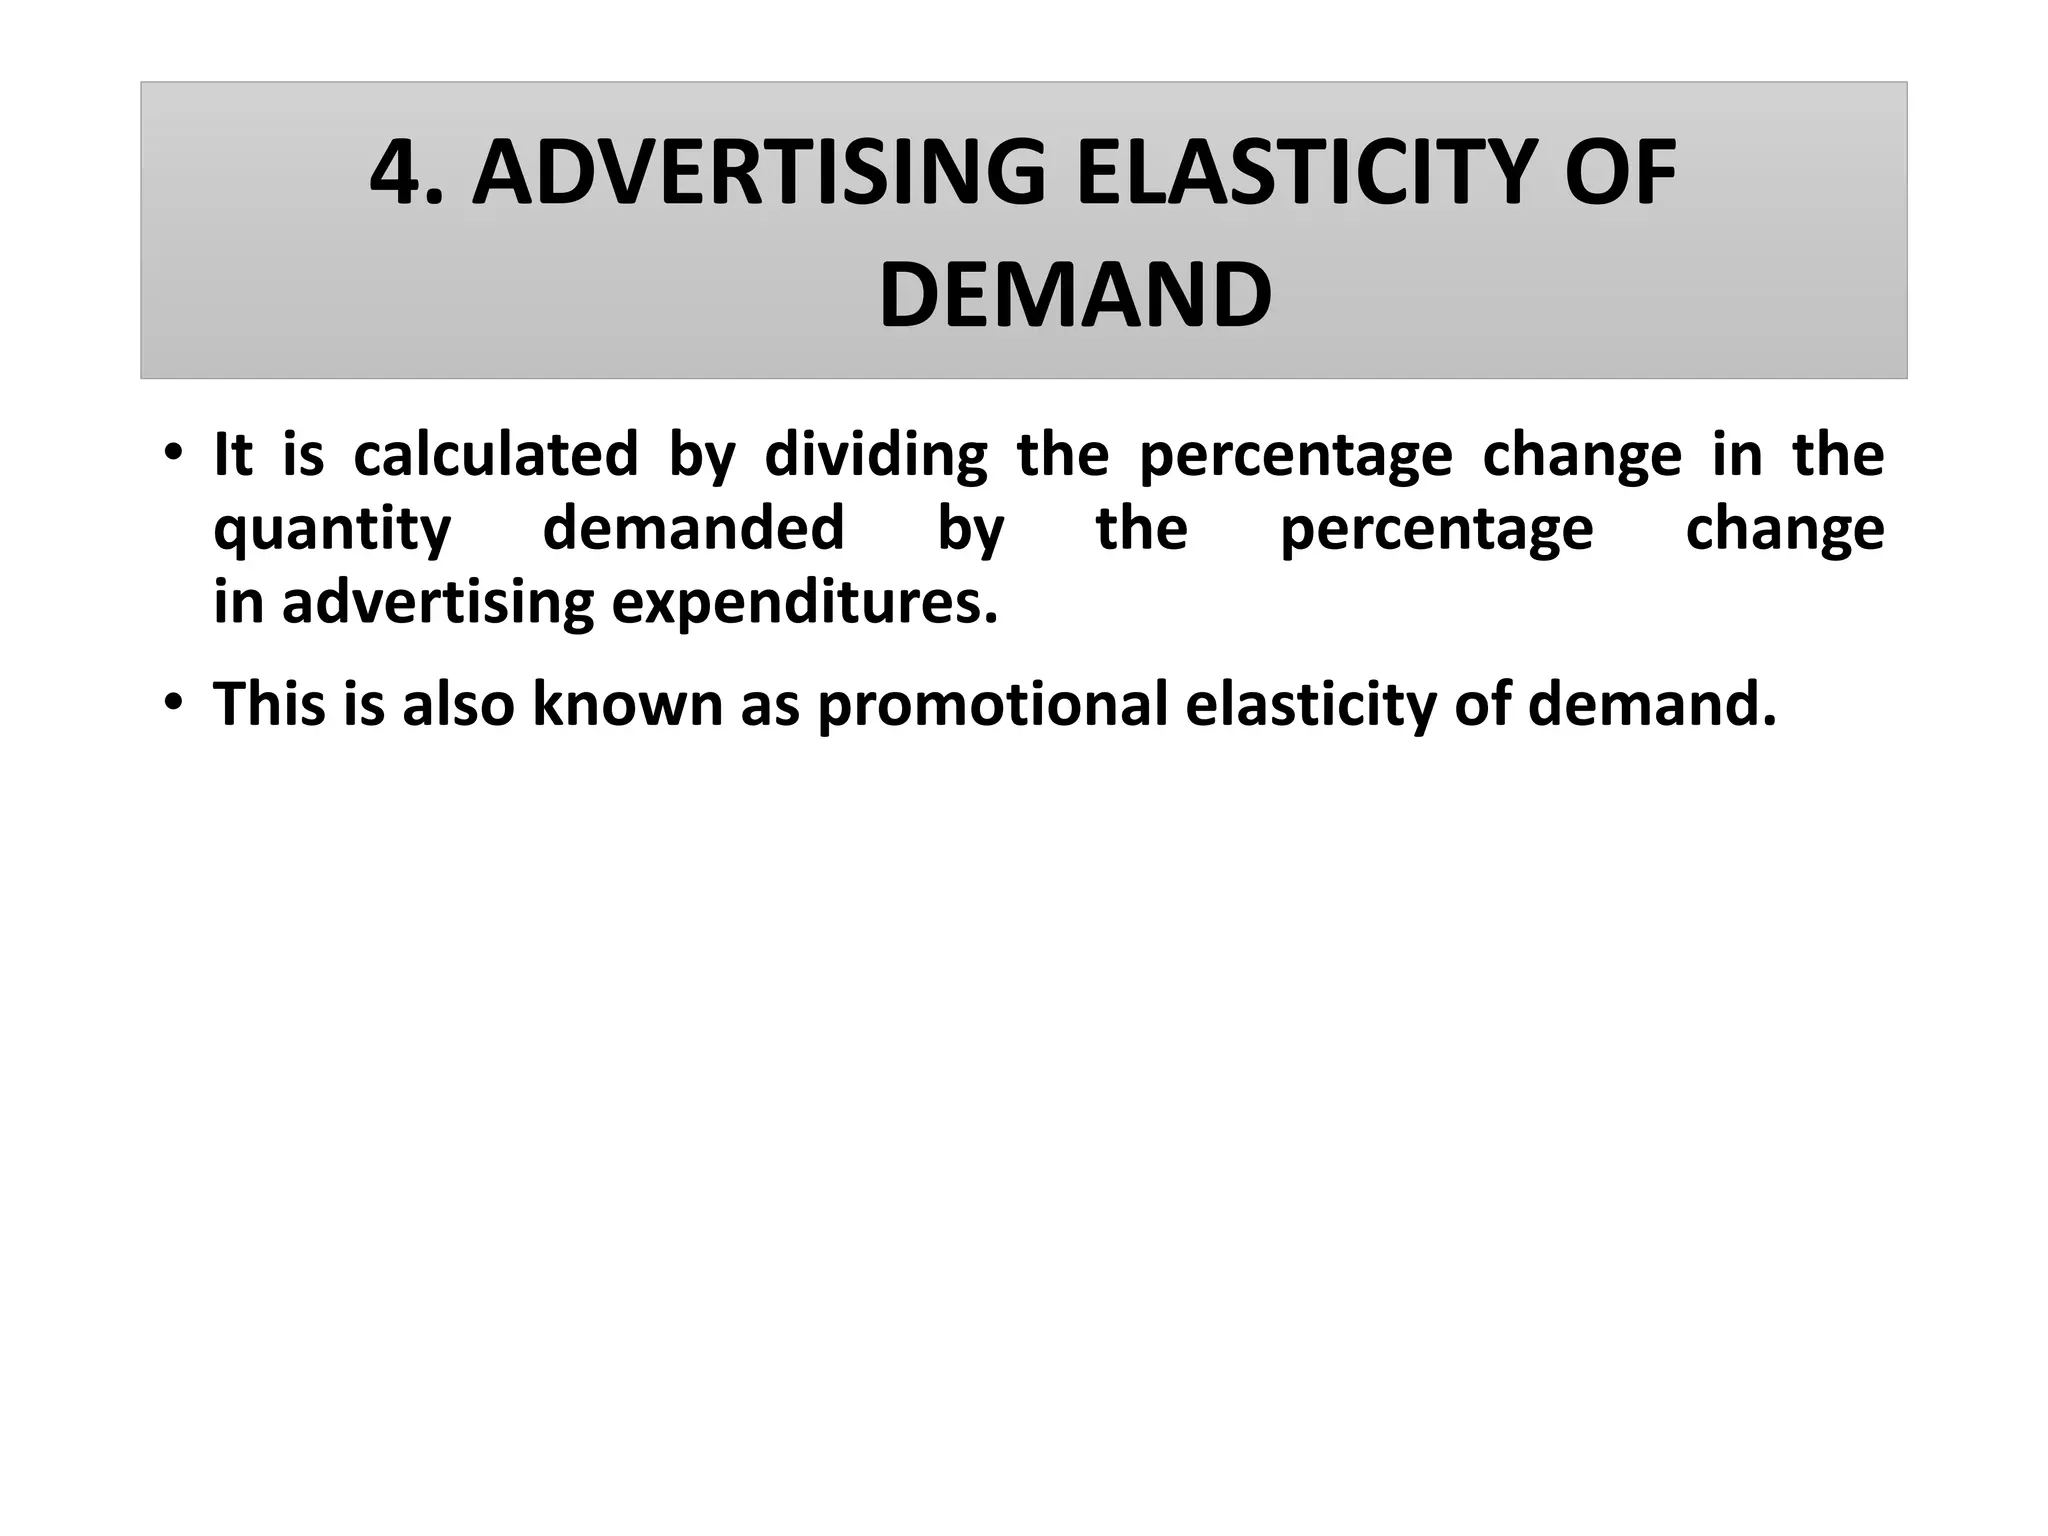 4. ADVERTISING ELASTICITY OF
DEMAND
• It is calculated by dividing the percentage change in the
quantity demanded by the percentage change
in advertising expenditures.
• This is also known as promotional elasticity of demand.